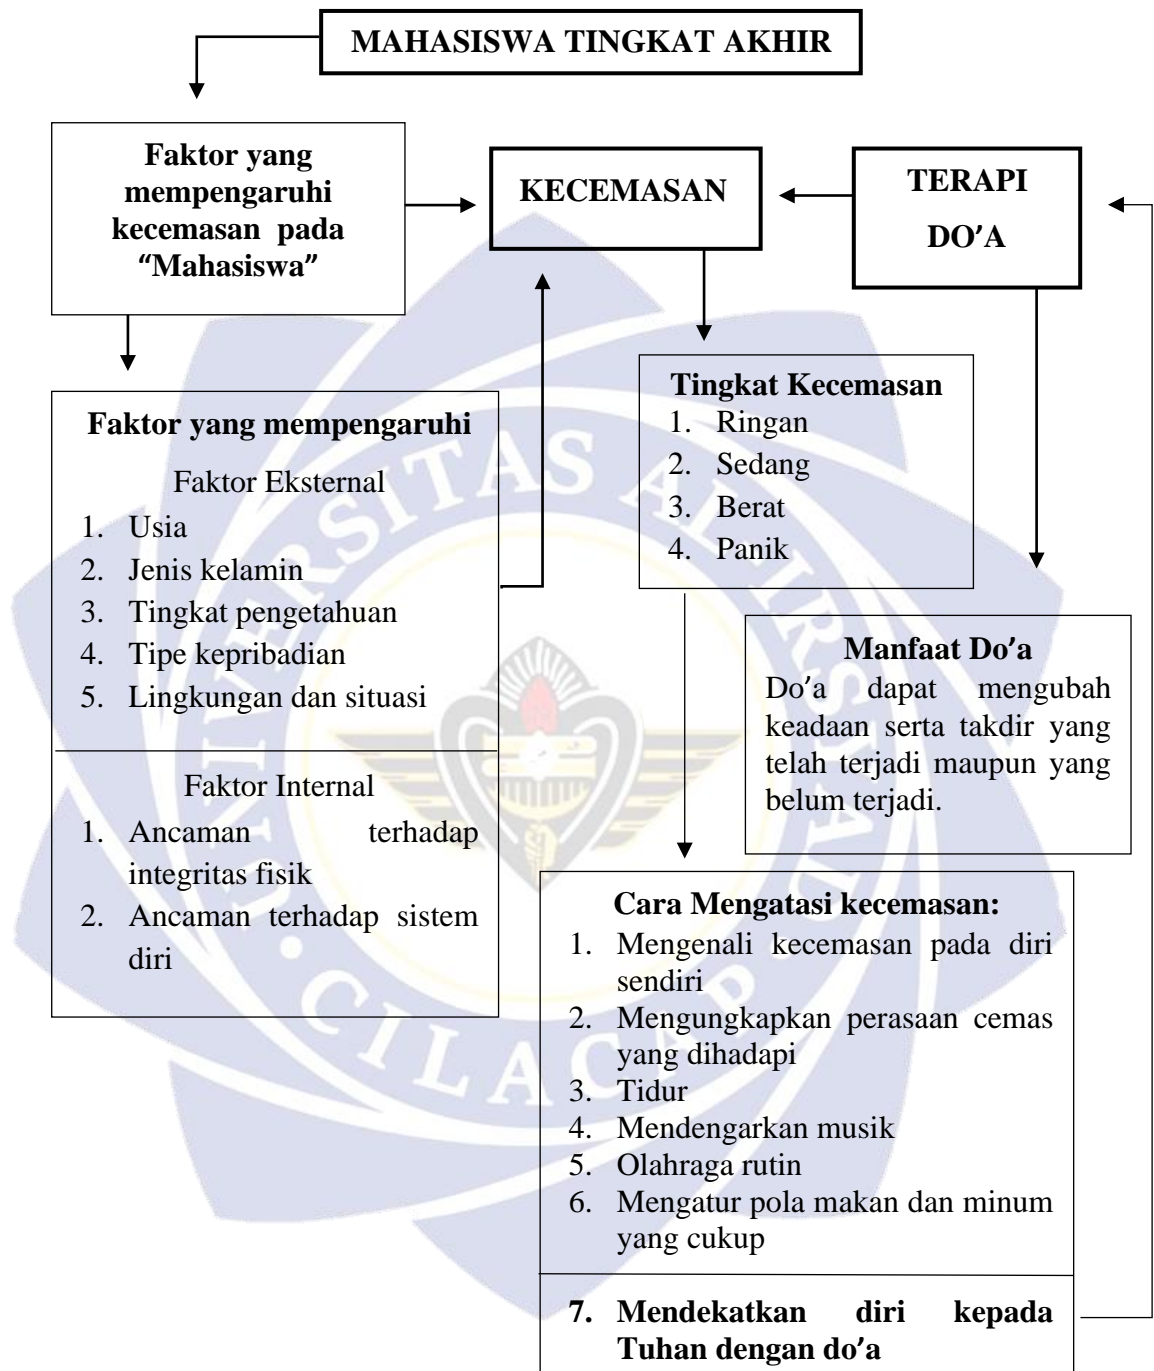 MAHASISWA TINGKAT AKHIR
Faktor yang
mempengaruhi
kecemasan pada
“Mahasiswa”
KECEMASAN
TERAPI
DO’A
Faktor yang mempengaruhi
Faktor Eksternal
1. Usia
2. Jenis kelamin
3. Tingkat pengetahuan
4. Tipe kepribadian
5. Lingkungan dan situasi
Faktor Internal
1. Ancaman terhadap
integritas fisik
2. Ancaman terhadap sistem
diri
Tingkat Kecemasan
1. Ringan
2. Sedang
3. Berat
4. Panik
Manfaat Do’a
Do’a dapat mengubah
keadaan serta takdir yang
telah terjadi maupun yang
belum terjadi.
Cara Mengatasi kecemasan:
1. Mengenali kecemasan pada diri
sendiri
2. Mengungkapkan perasaan cemas
yang dihadapi
3. Tidur
4. Mendengarkan musik
5. Olahraga rutin
6. Mengatur pola makan dan minum
yang cukup
7. Mendekatkan diri kepada
Tuhan dengan do’a
UNIVERSITAS AL-IRSYAD
CILACAP